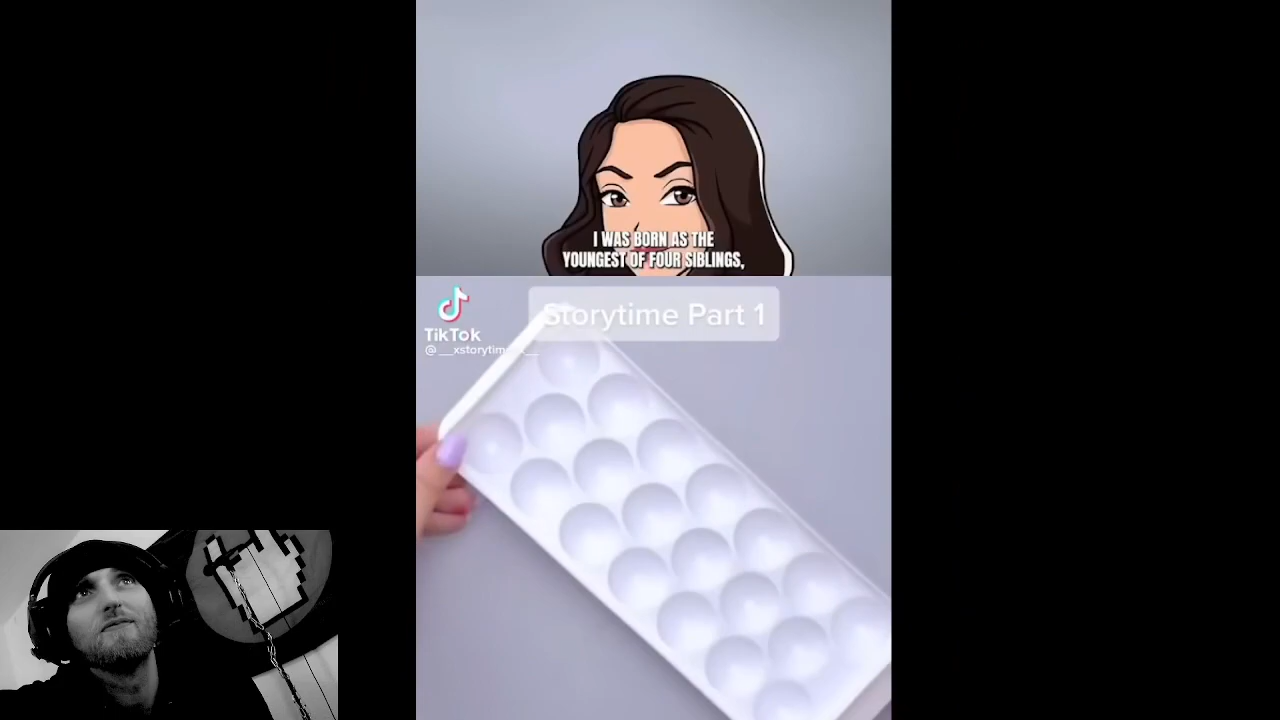 I WAS BORN AS THE
YOUNGEST OF FOUR SIBLINGS,
Storytime Part 1
TikTok